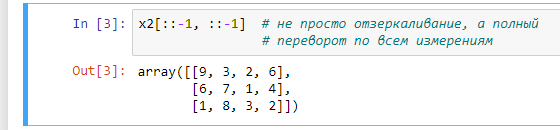 In [3]: x2[::-1, ::-1]  # не просто отзеркаливание, а полный
# переворот по всем измерениям
Out[3]: array([[9, 3, 2, 6],
[6, 7, 1, 4],
[1, 8, 3, 2]])